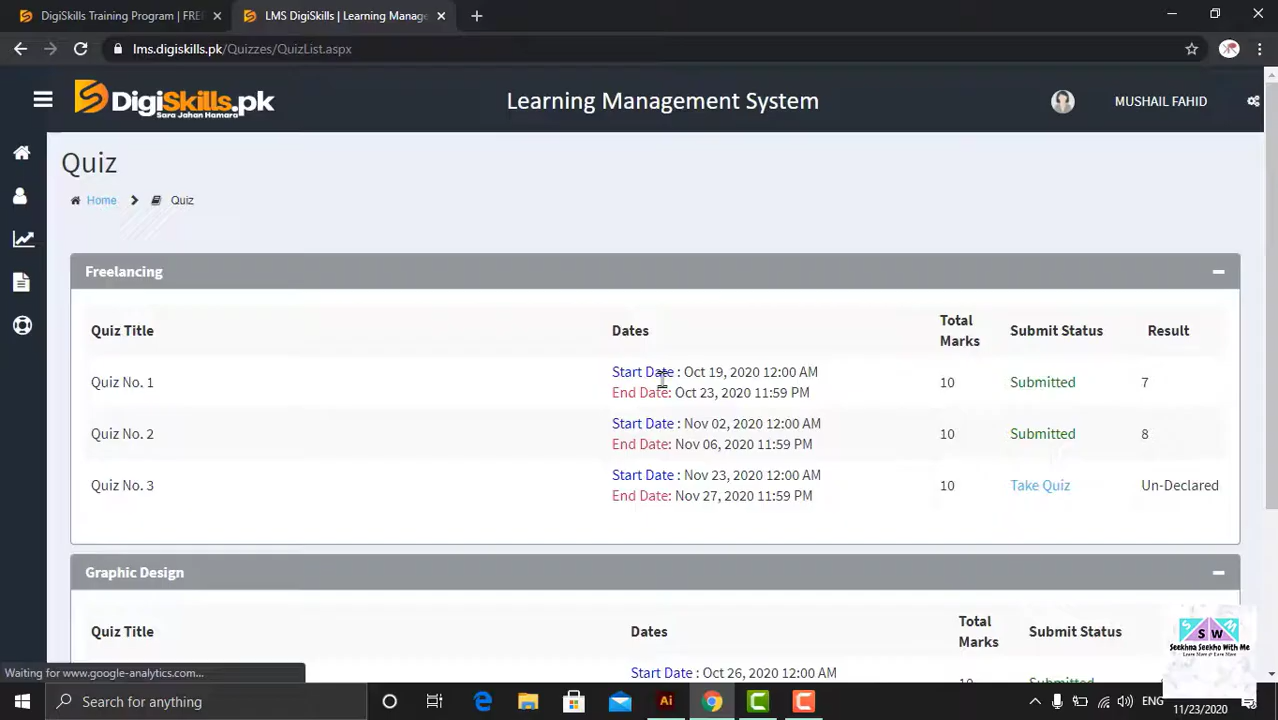 DigiSkills Training Program | FREE
LMS DigiSkills | Learning Manage
lms.digiskills.pk/Quizzes/QuizList.aspx
DigiSkills.pk
Sara Jahan Hamara
Learning Management System
MUSHAIL FAHID
Quiz
Home
Quiz
Freelancing
Quiz Title Dates Total Marks Submit Status Result
Quiz No. 1 Start Date : Oct 19, 2020 12:00 AM 10 Submitted 7
End Date: Oct 23, 2020 11:59 PM
Quiz No. 2 Start Date : Nov 02, 2020 12:00 AM 10 Submitted 8
End Date: Nov 06, 2020 11:59 PM
Quiz No. 3 Start Date : Nov 23, 2020 12:00 AM 10 Take Quiz Un-Declared
End Date: Nov 27, 2020 11:59 PM
Graphic Design
Quiz Title Dates Total Marks Submit Status
Start Date : Oct 26, 2020 12:00 AM
10 Submitted
Waiting for www.google-analytics.com...
S W M
Seekhna Seekho With Me
Search for anything
Ai
ENG
11/23/2020